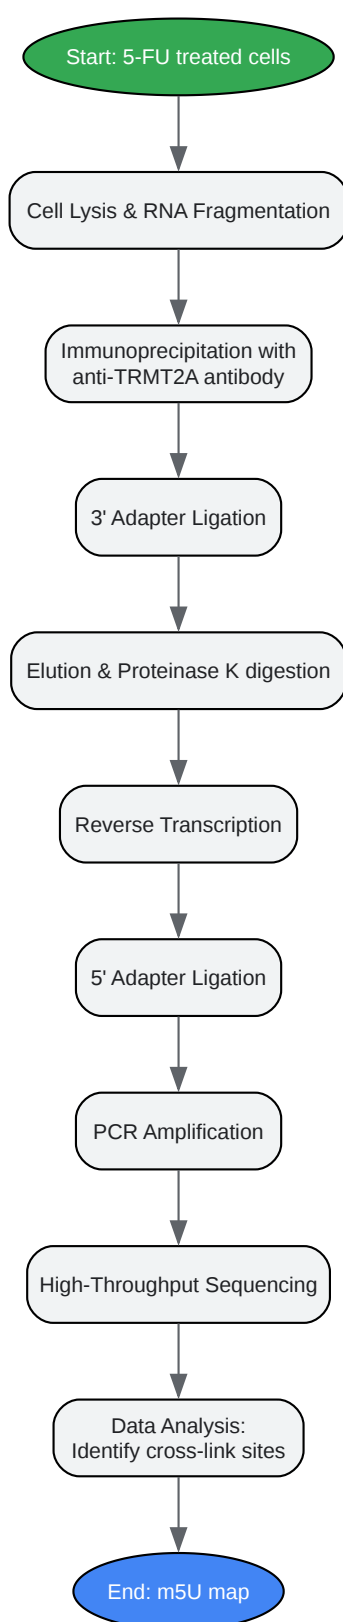 Start: 5-FU treated cells
Cell Lysis & RNA Fragmentation
Immunoprecipitation with
anti-TRMT2A antibody
3' Adapter Ligation
Elution & Proteinase K digestion
Reverse Transcription
5' Adapter Ligation
PCR Amplification
High-Throughput Sequencing
Data Analysis:
Identify cross-link sites
End: m5U map